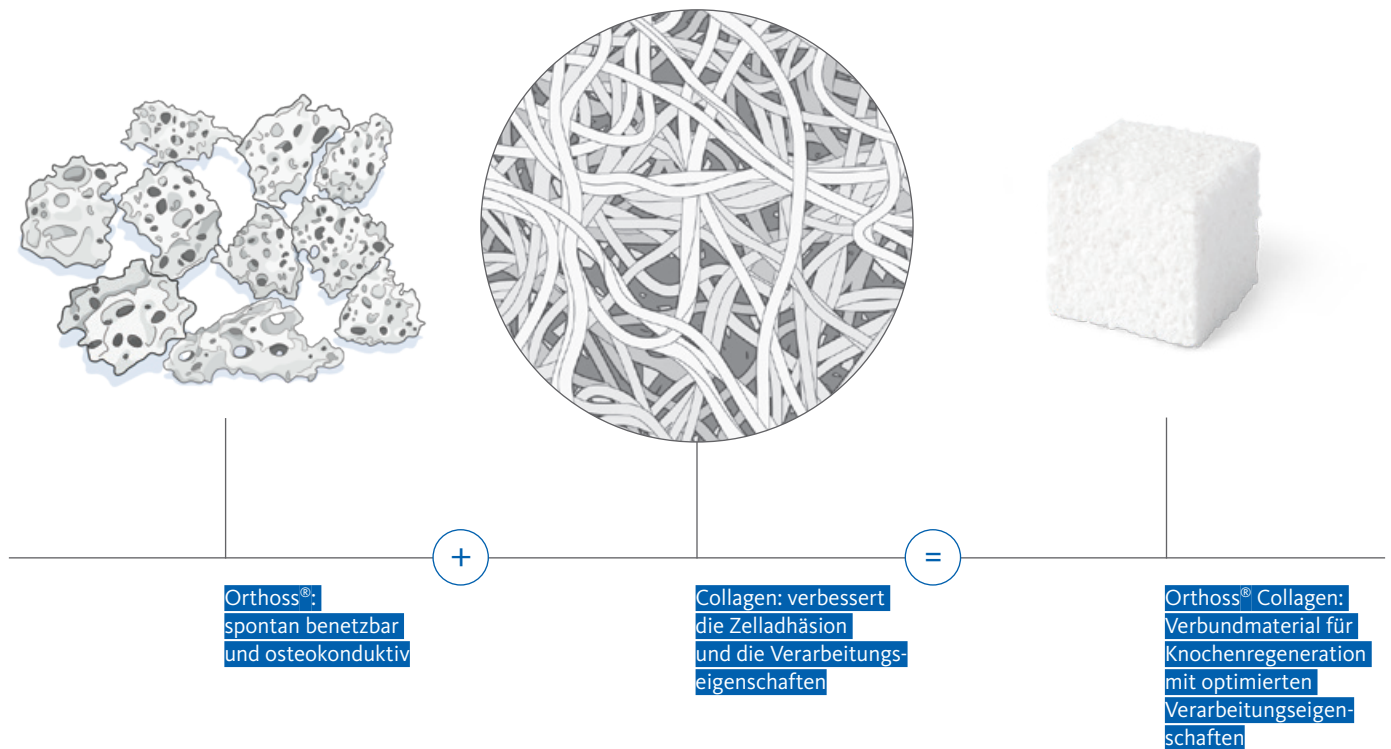 +
=
Orthoss®:
spontan benetzbar
und osteokonduktiv
Collagen: verbessert
die Zelladhäsion
und die Verarbeitungs-
eigenschaften
Orthoss® Collagen:
Verbundmaterial für
Knochenregeneration
mit optimierten
Verarbeitungseigen-
schaften